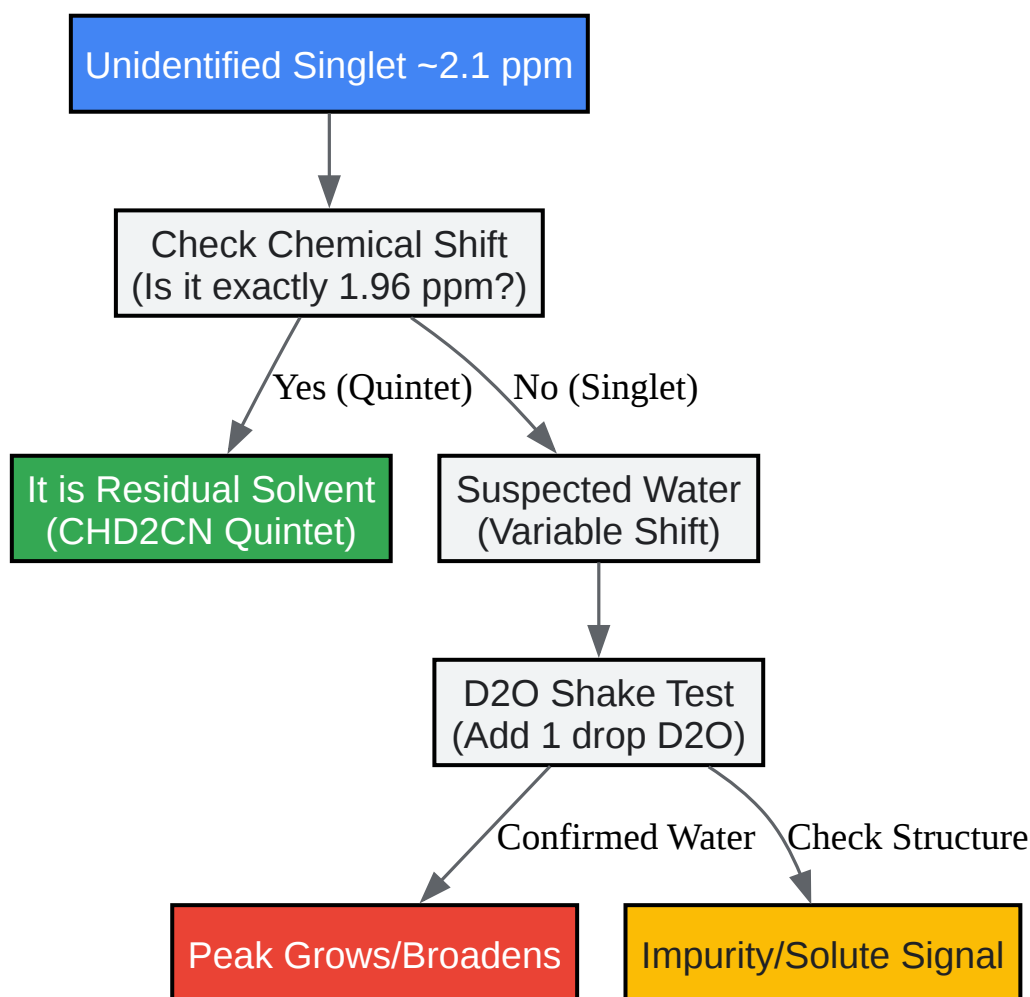 Unidentified Singlet ~2.1 ppm
Check Chemical Shift
(Is it exactly 1.96 ppm?)
Yes (Quintet)
No (Singlet)
It is Residual Solvent
(CHD2CN Quintet)
Suspected Water
(Variable Shift)
D2O Shake Test
(Add 1 drop D2O)
Confirmed Water
Check Structure
Peak Grows/Broadens
Impurity/Solute Signal